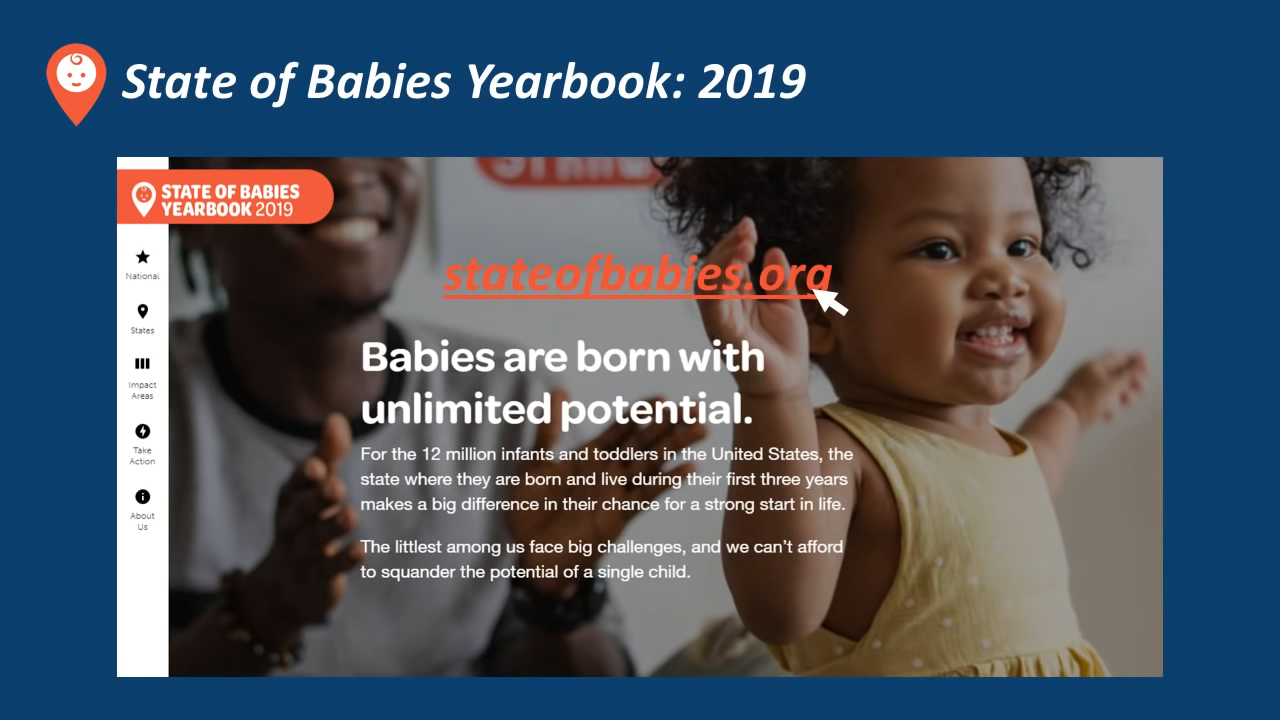 State of Babies Yearbook: 2019
STATE OF BABIES
YEARBOOK 2019
National
States
Impact
Areas
Take
Action
About
Us
stateofbabies.org
Babies are born with
unlimited potential.
For the 12 million infants and toddlers in the United States, the
state where they are born and live during their first three years
makes a big difference in their chance for a strong start in life.
The littlest among us face big challenges, and we can't afford
to squander the potential of a single child.